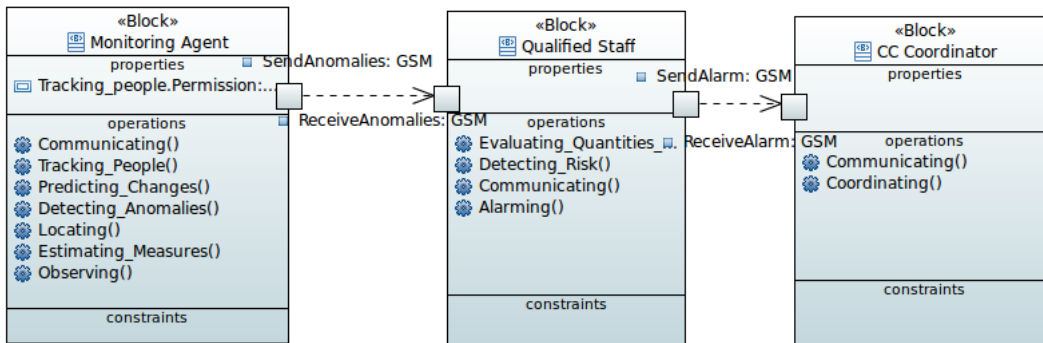 «Block»
Monitoring Agent
properties
Tracking_people.Permission:...
operations
Communicating()
Tracking_People()
Predicting_Changes()
Detecting_Anomalies()
Locating()
Estimating_Measures()
Observing()
constraints
SendAnomalies: GSM
ReceiveAnomalies: GSM
«Block»
Qualified Staff
properties
operations
Evaluating_Quantities_...
Detecting_Risk()
Communicating()
Alarming()
constraints
SendAlarm: GSM
ReceiveAlarm: GSM
«Block»
CC Coordinator
properties
operations
Communicating()
Coordinating()
constraints